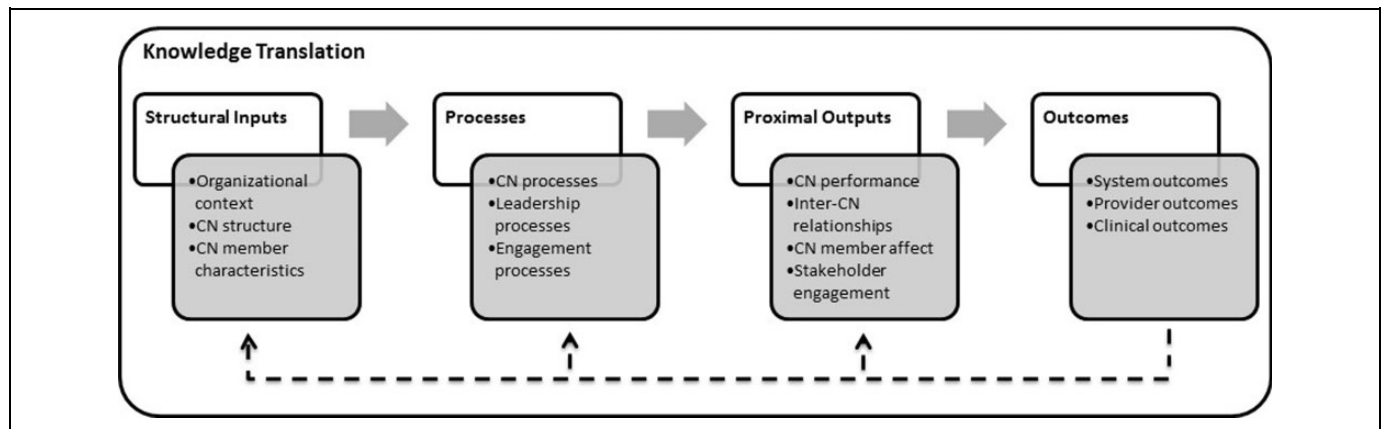 Knowledge Translation
Structural Inputs
•Organizational
context
•CN structure
•CN member
characteristics
Processes
•CN processes
•Leadership
processes
•Engagement
processes
Proximal Outputs
•CN performance
•Inter-CN
relationships
•CN member affect
•Stakeholder
engagement
Outcomes
•System outcomes
•Provider outcomes
•Clinical outcomes